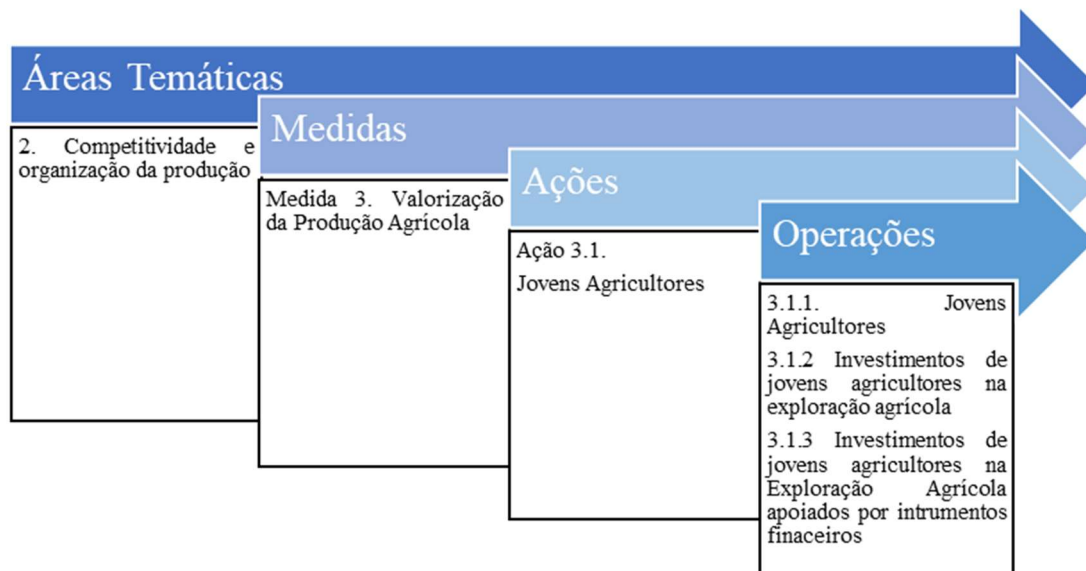 Áreas Temáticas
2. Competitividade e
organização da produção
Medidas
Medida 3. Valorização
da Produção Agrícola
Ações
Ação 3.1.
Jovens Agricultores
Operações
3.1.1. Jovens
Agricultores
3.1.2 Investimentos de
jovens agricultores na
exploração agrícola
3.1.3 Investimentos de
jovens agricultores na
Exploração Agrícola
apoiados por intrumentos
finaceiros